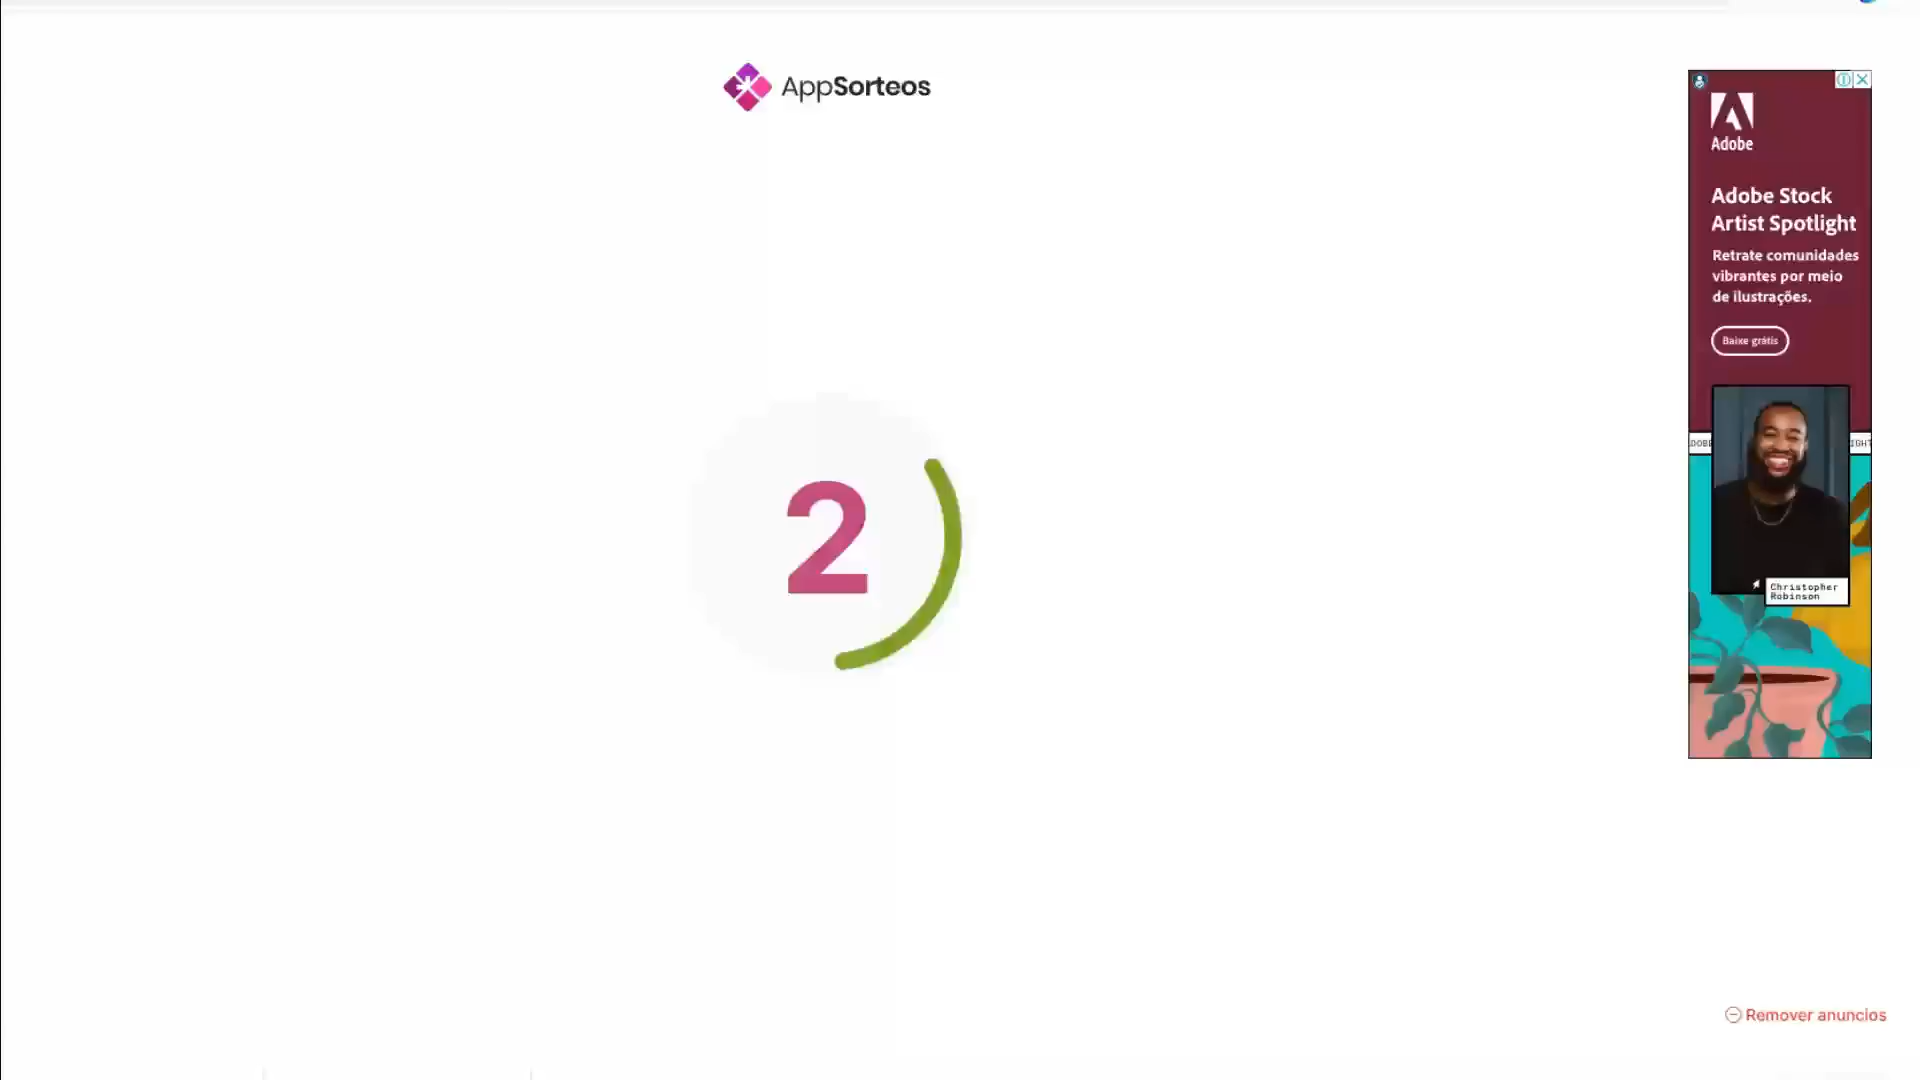 AppSorteos
Adobe
Adobe Stock
Artist Spotlight
Retrate comunidades
vibrantes por meio
de ilustrações.
Baixe grátis
Christopher
Robinson
2
Remover anuncios